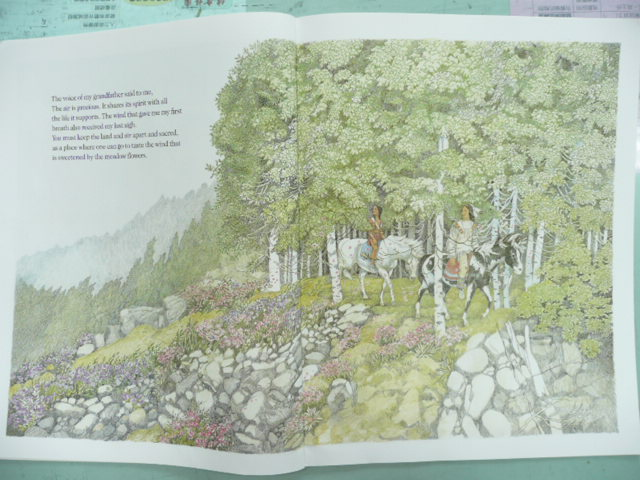 The voice of my grandfather said to me,
The air is precious. It shares its spirit with all
the life it supports. The wind that gave me my first
breath also received my last sigh.
You must keep the land and air apart and sacred,
as a place where one can go to taste the wind that
is sweetened by the meadow flowers.